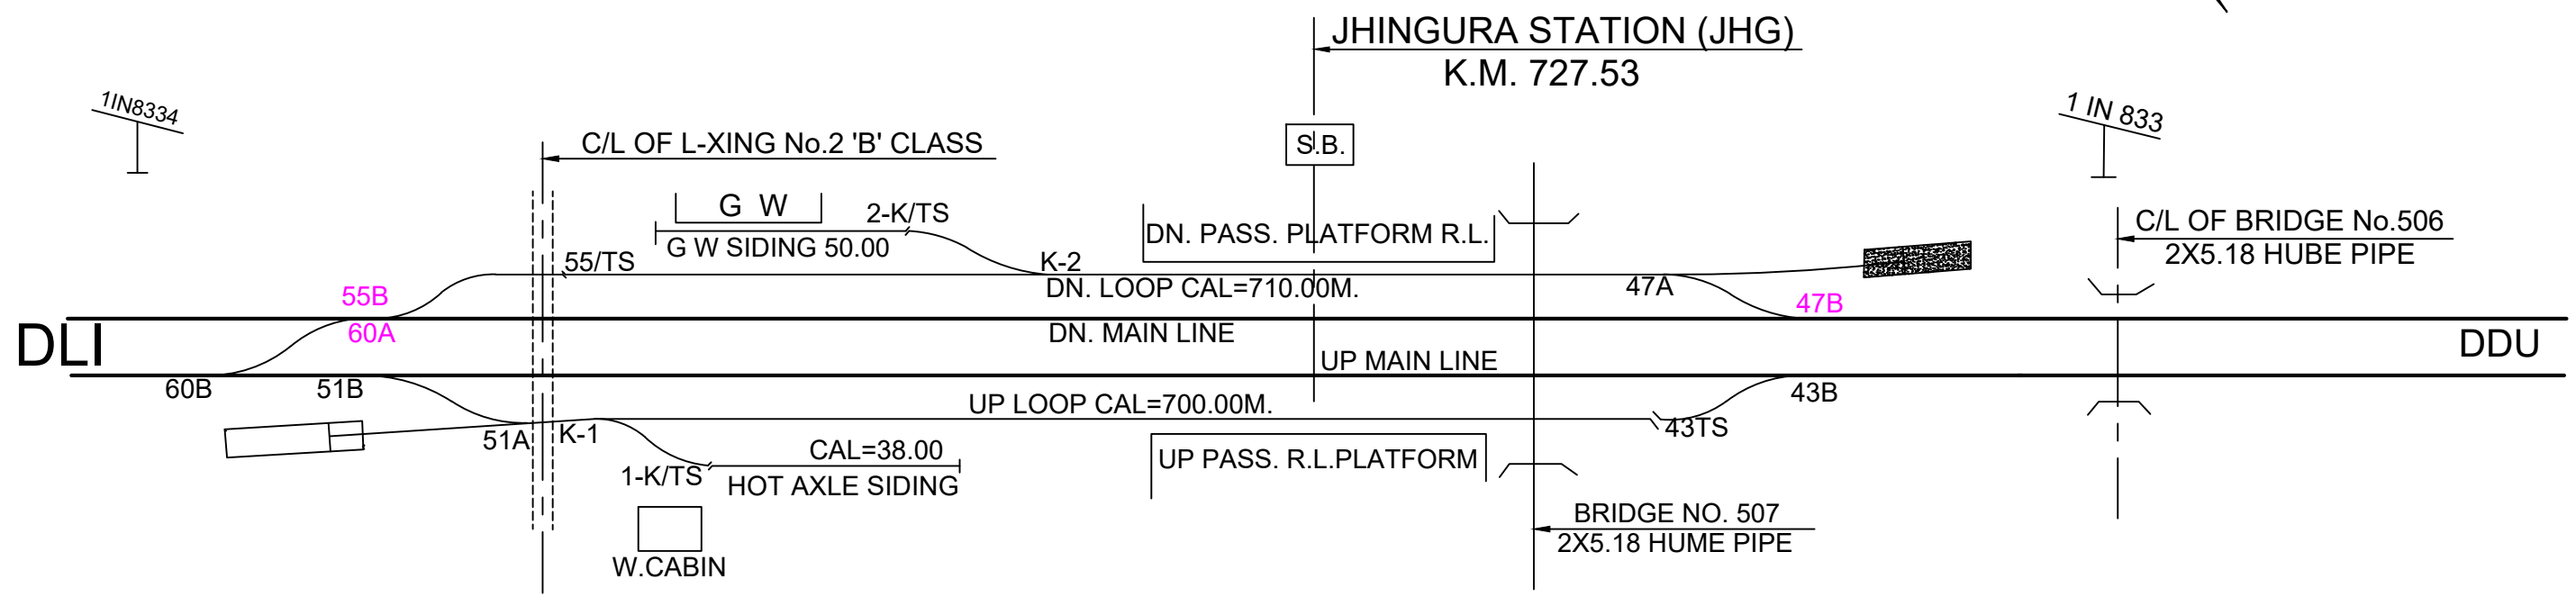 JHINGURA STATION (JHG)
K.M. 727.53
1IN8334
1 IN 833
C/L OF L-XING No.2 'B' CLASS
S.B.
G W
2-K/TS
G W SIDING 50.00
DN. PASS. PLATFORM R.L.
C/L OF BRIDGE No.506
2X5.18 HUBE PIPE
55/TS
K-2
DN. LOOP CAL=710.00M.
47A
55B
47B
60A
DN. MAIN LINE
DLI
DDU
UP MAIN LINE
60B
51B
43B
UP LOOP CAL=700.00M.
51A
K-1
43TS
CAL=38.00
UP PASS. R.L.PLATFORM
1-K/TS
HOT AXLE SIDING
BRIDGE NO. 507
2X5.18 HUME PIPE
W.CABIN